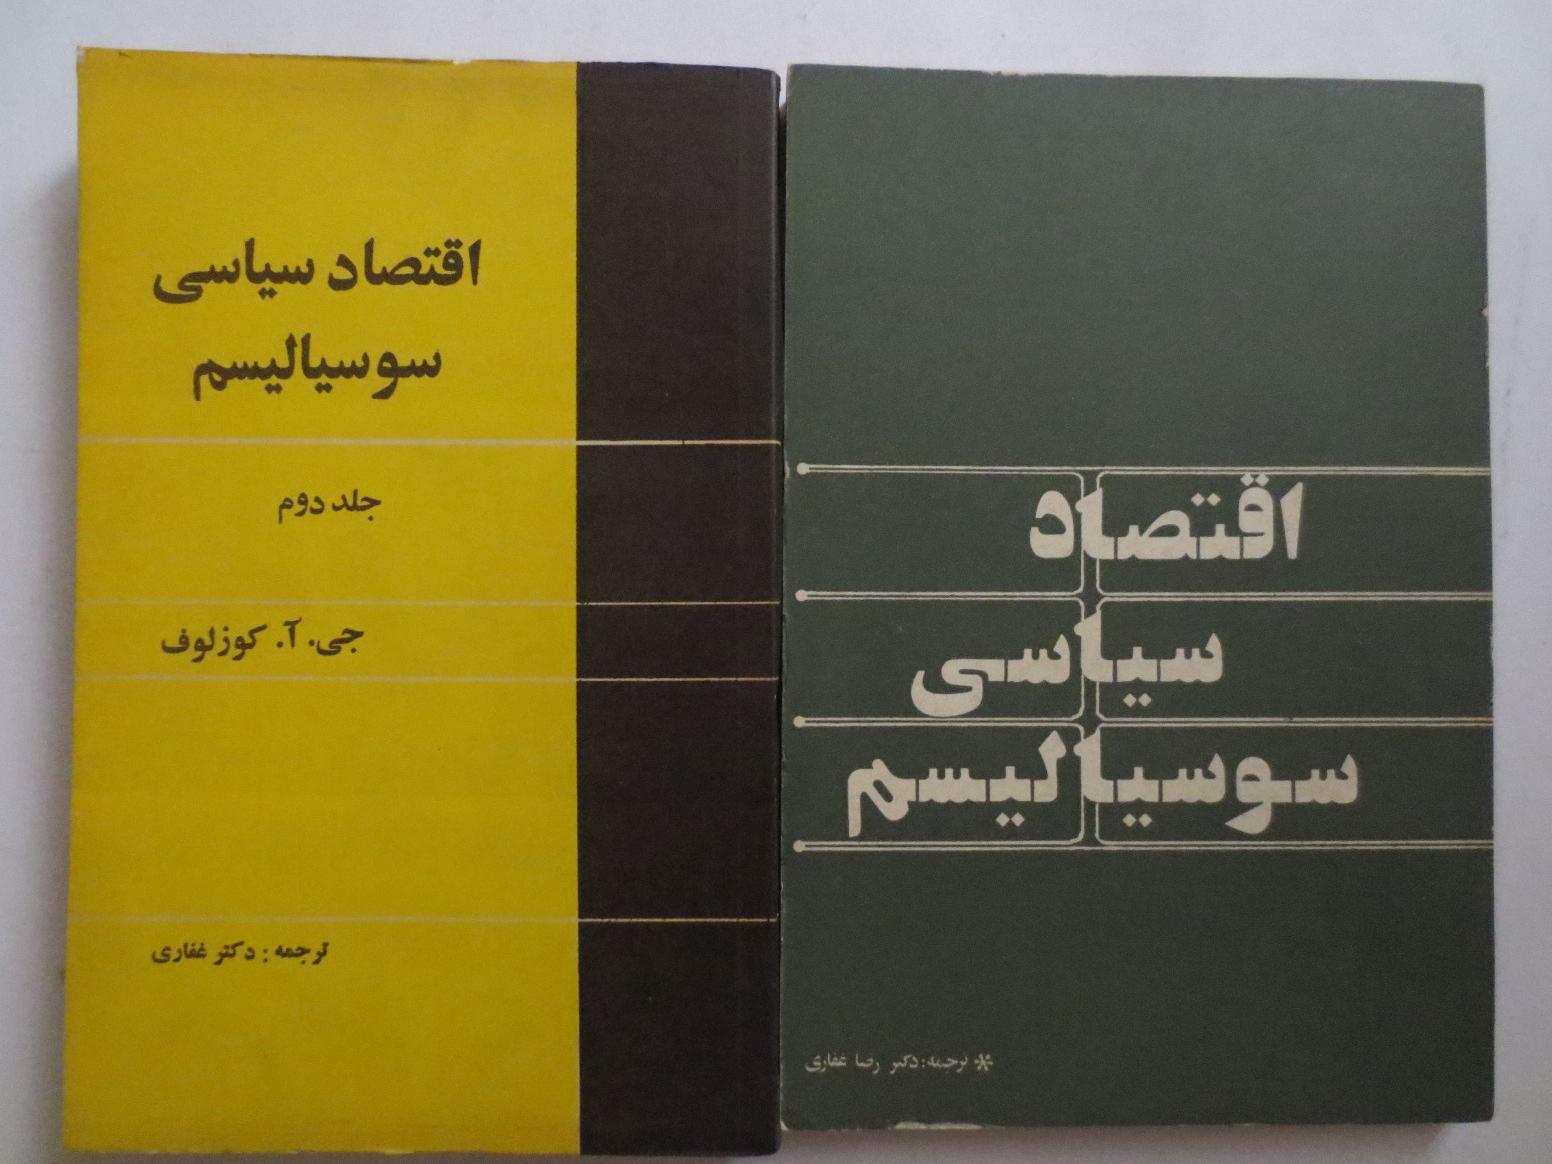 اقتصاد سیاسی
سوسیالیسم
جلد دوم
جی. آ. کوزلوف
ترجمه: دکتر غفاری
اقتصاد
سیاسی
سوسیالیسم
* ترجمه: دکتر رضا غفاری